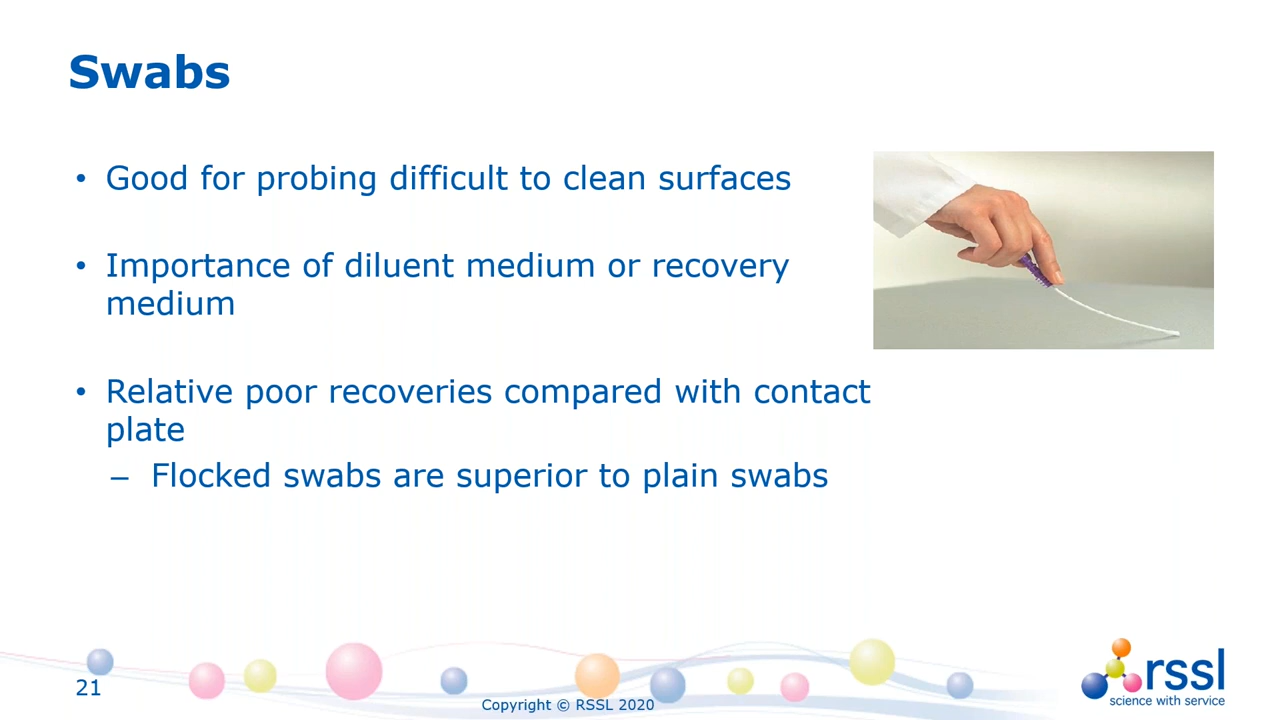 Swabs
• Good for probing difficult to clean surfaces
• Importance of diluent medium or recovery
medium
• Relative poor recoveries compared with contact
plate
– Flocked swabs are superior to plain swabs
21
Copyright © RSSL 2020
rssl
science with service